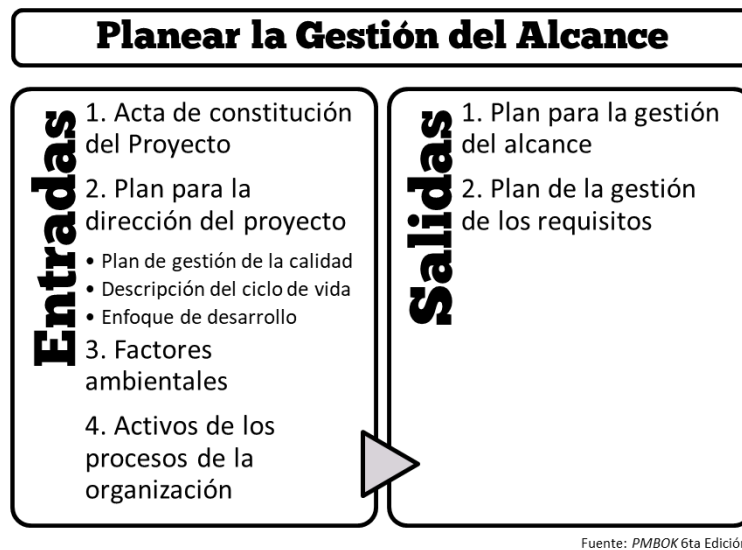 Planear la Gestión del Alcance
Entradas
1. Acta de constitución
del Proyecto
2. Plan para la
dirección del proyecto
• Plan de gestión de la calidad
• Descripción del ciclo de vida
• Enfoque de desarrollo
3. Factores
ambientales
4. Activos de los
procesos de la
organización
Salidas
1. Plan para la gestión
del alcance
2. Plan de la gestión
de los requisitos
Fuente: PMBOK 6ta Edición